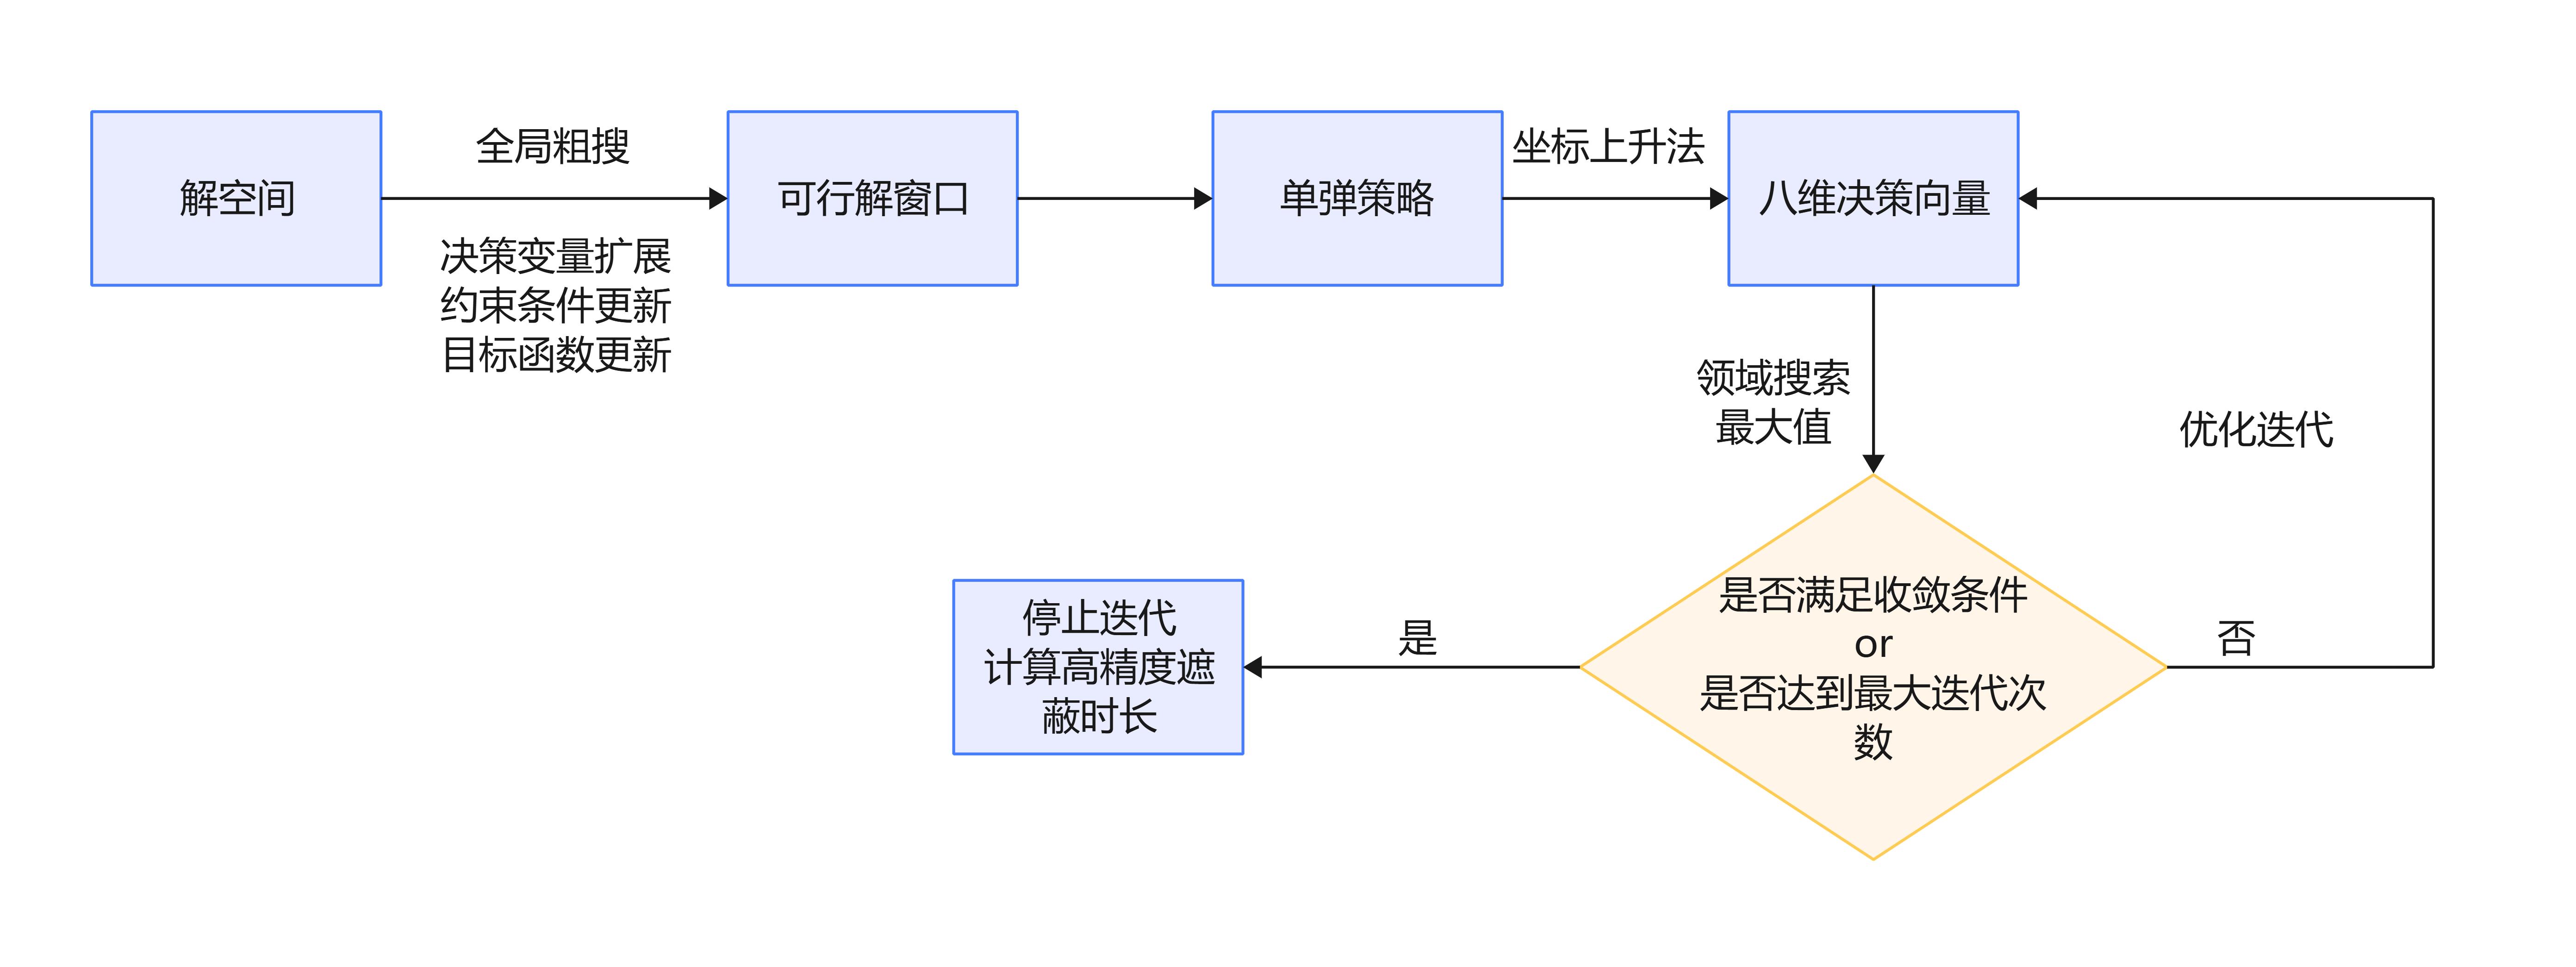 解空间
全局粗搜
决策变量扩展
约束条件更新
目标函数更新
可行解窗口
单弹策略
坐标上升法
八维决策向量
领域搜索
最大值
优化迭代
是否满足收敛条件
or
是否达到最大迭代次
数
是
否
停止迭代
计算高精度遮
蔽时长